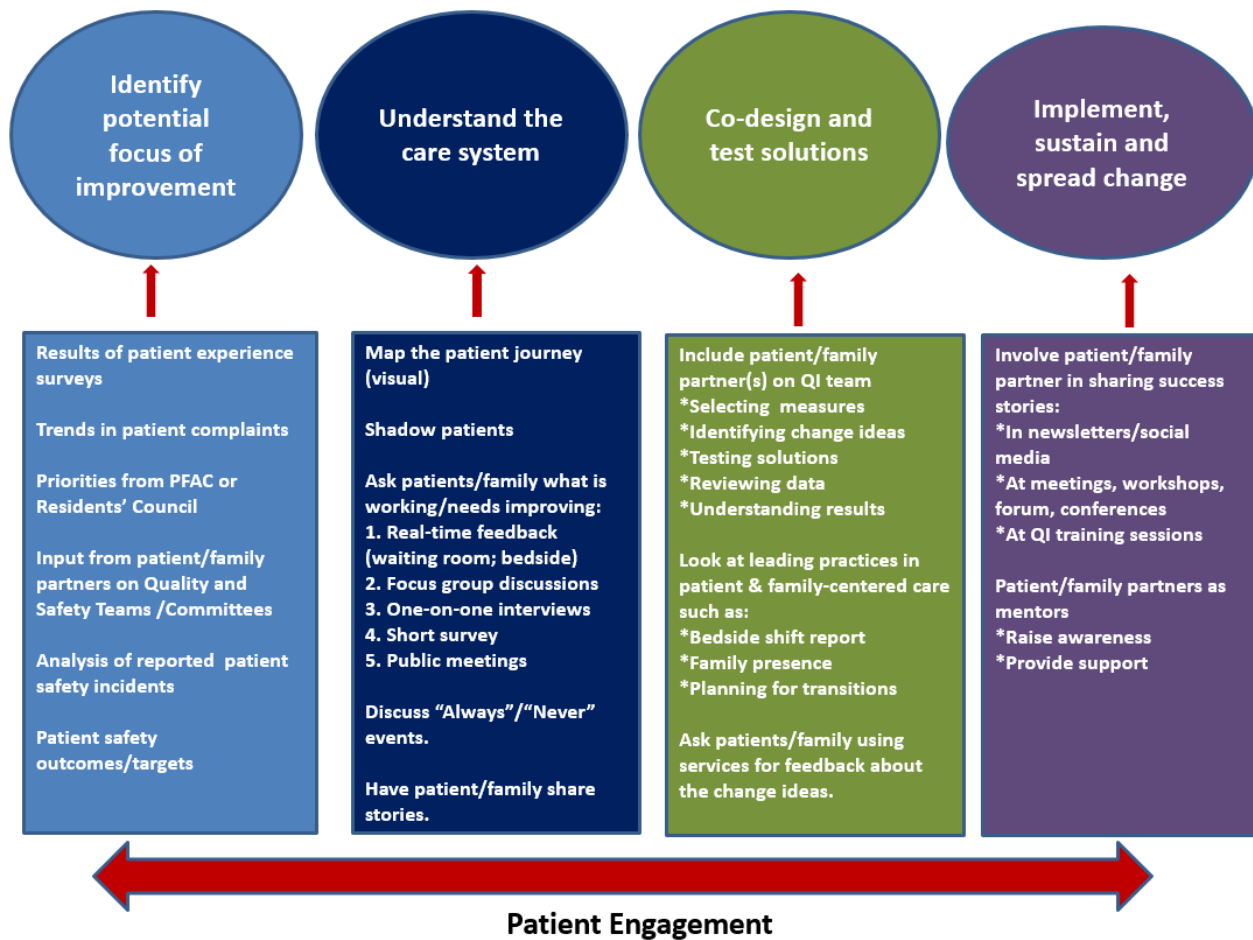 Identify
potential
focus of
improvement
Understand the
care system
Co-design and
test solutions
Implement,
sustain and
spread change
Results of patient experience
surveys
Trends in patient complaints
Priorities from PFAC or
Residents’ Council
Input from patient/family
partners on Quality and
Safety Teams /Committees
Analysis of reported  patient
safety incidents
Patient safety
outcomes/targets
Map the patient journey
(visual)
Shadow patients
Ask patients/family what is
working/needs improving:
1. Real-time feedback
(waiting room; bedside)
2. Focus group discussions
3. One-on-one interviews
4. Short survey
5. Public meetings
Discuss “Always”/“Never”
events.
Have patient/family share
stories.
Include patient/family
partner(s) on QI team
*Selecting  measures
*Identifying change ideas
*Testing solutions
*Reviewing data
*Understanding results
Look at leading practices in
patient & family-centered care
such as:
*Bedside shift report
*Family presence
*Planning for transitions
Ask patients/family using
services for feedback about
the change ideas.
Involve patient/family
partner in sharing success
stories:
*In newsletters/social
media
*At meetings, workshops,
forum, conferences
*At QI training sessions
Patient/family partners as
mentors
*Raise awareness
*Provide support
Patient Engagement